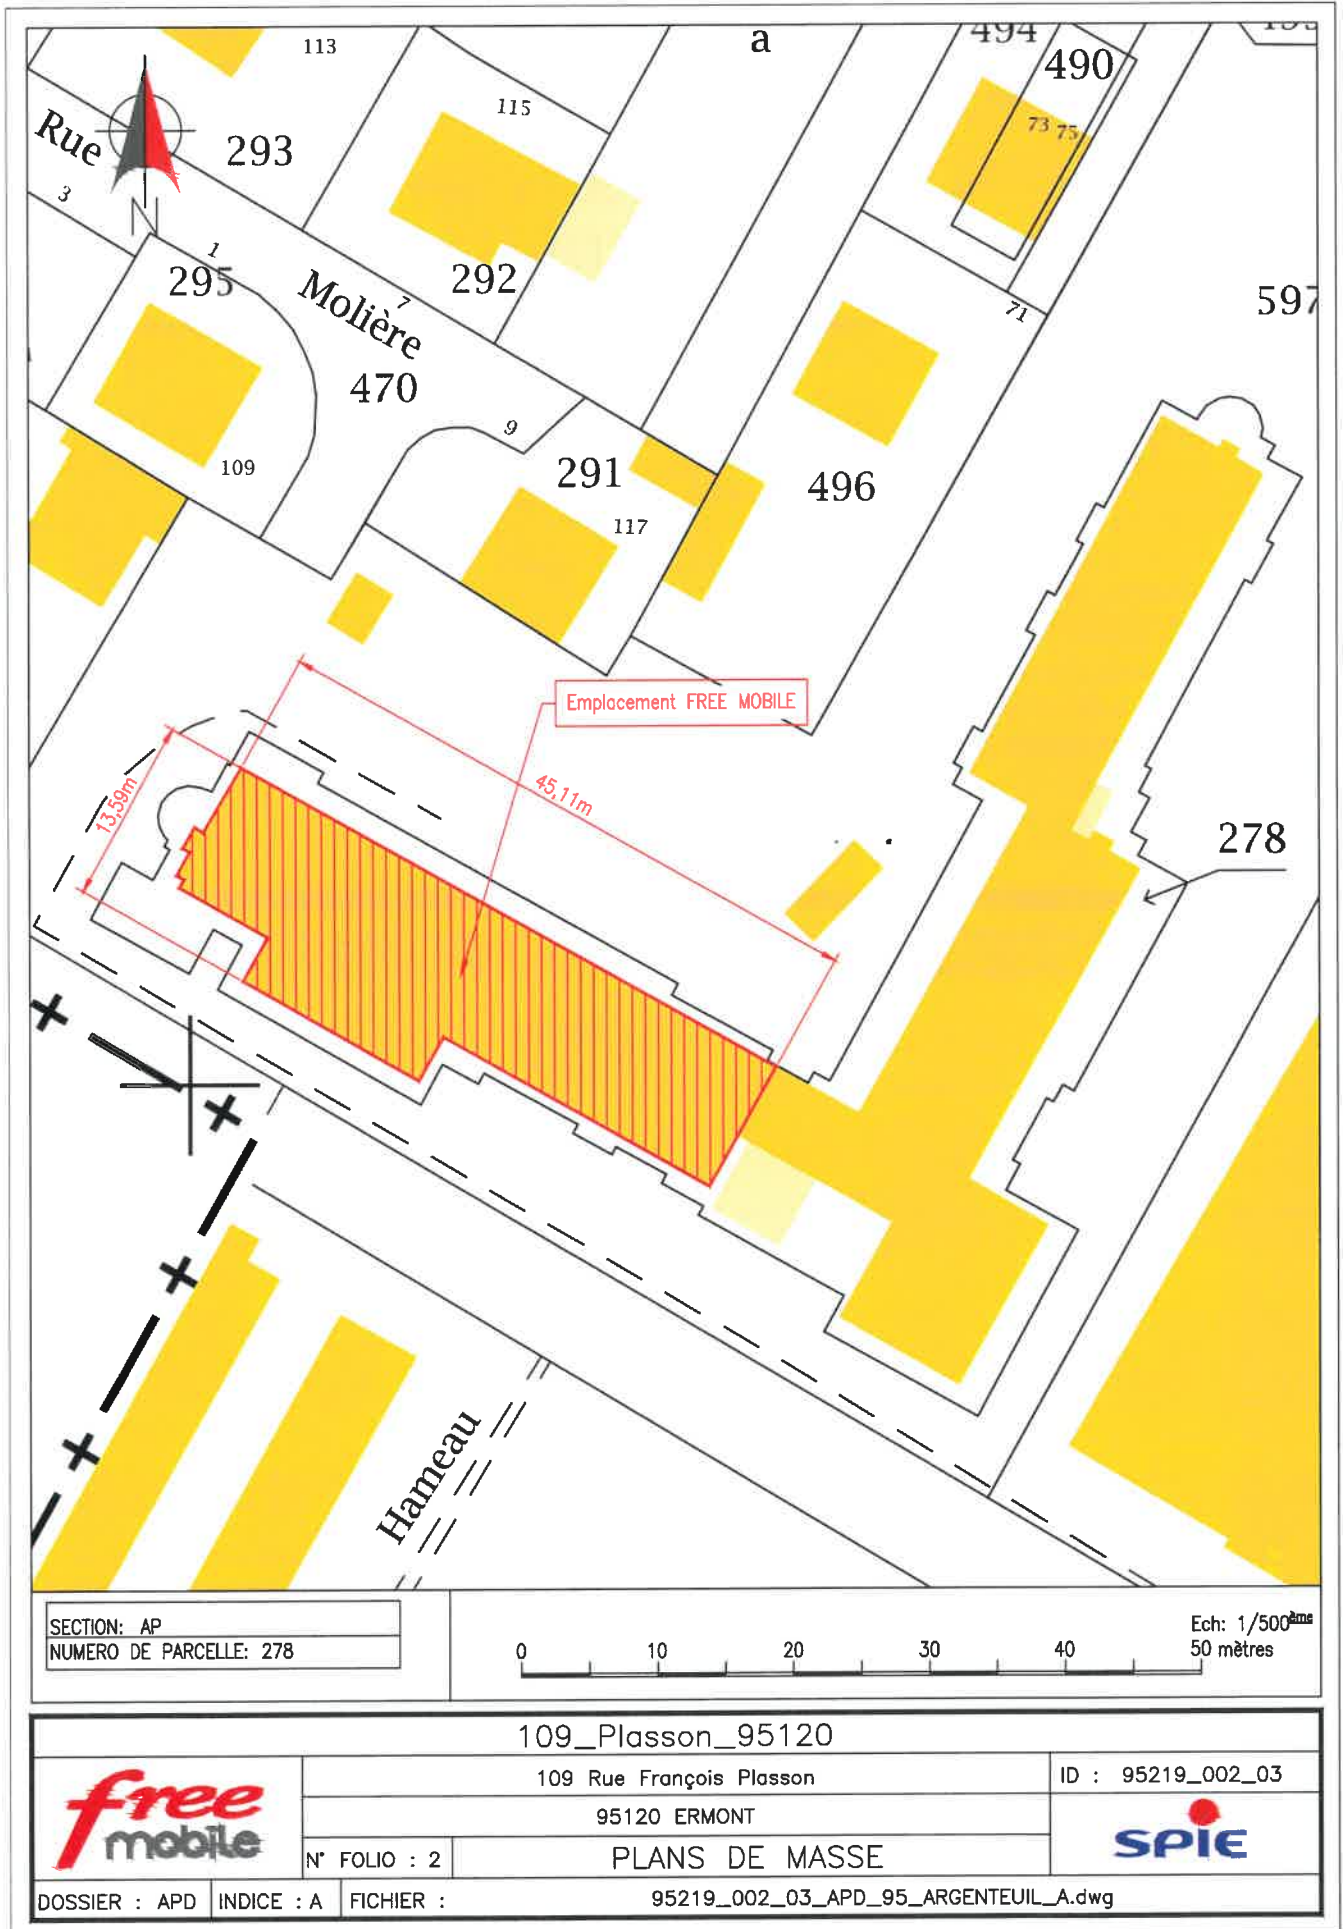 113
a
494
490
115
73 75
Rue
293
3
N
1
295
Molière
7
292
71
597
470
9
109
291
117
496
Emplacement FREE MOBILE
45,11m
13,59m
278
Hameau
SECTION: AP
NUMERO DE PARCELLE: 278
Ech: 1/500ème
0 10 20 30 40 50 mètres
109_Plasson_95120
free mobile
109 Rue François Plasson
ID : 95219_002_03
95120 ERMONT
SPIE
N° FOLIO : 2
PLANS DE MASSE
DOSSIER : APD
INDICE : A
FICHIER : 95219_002_03_APD_95_ARGENTEUIL_A.dwg